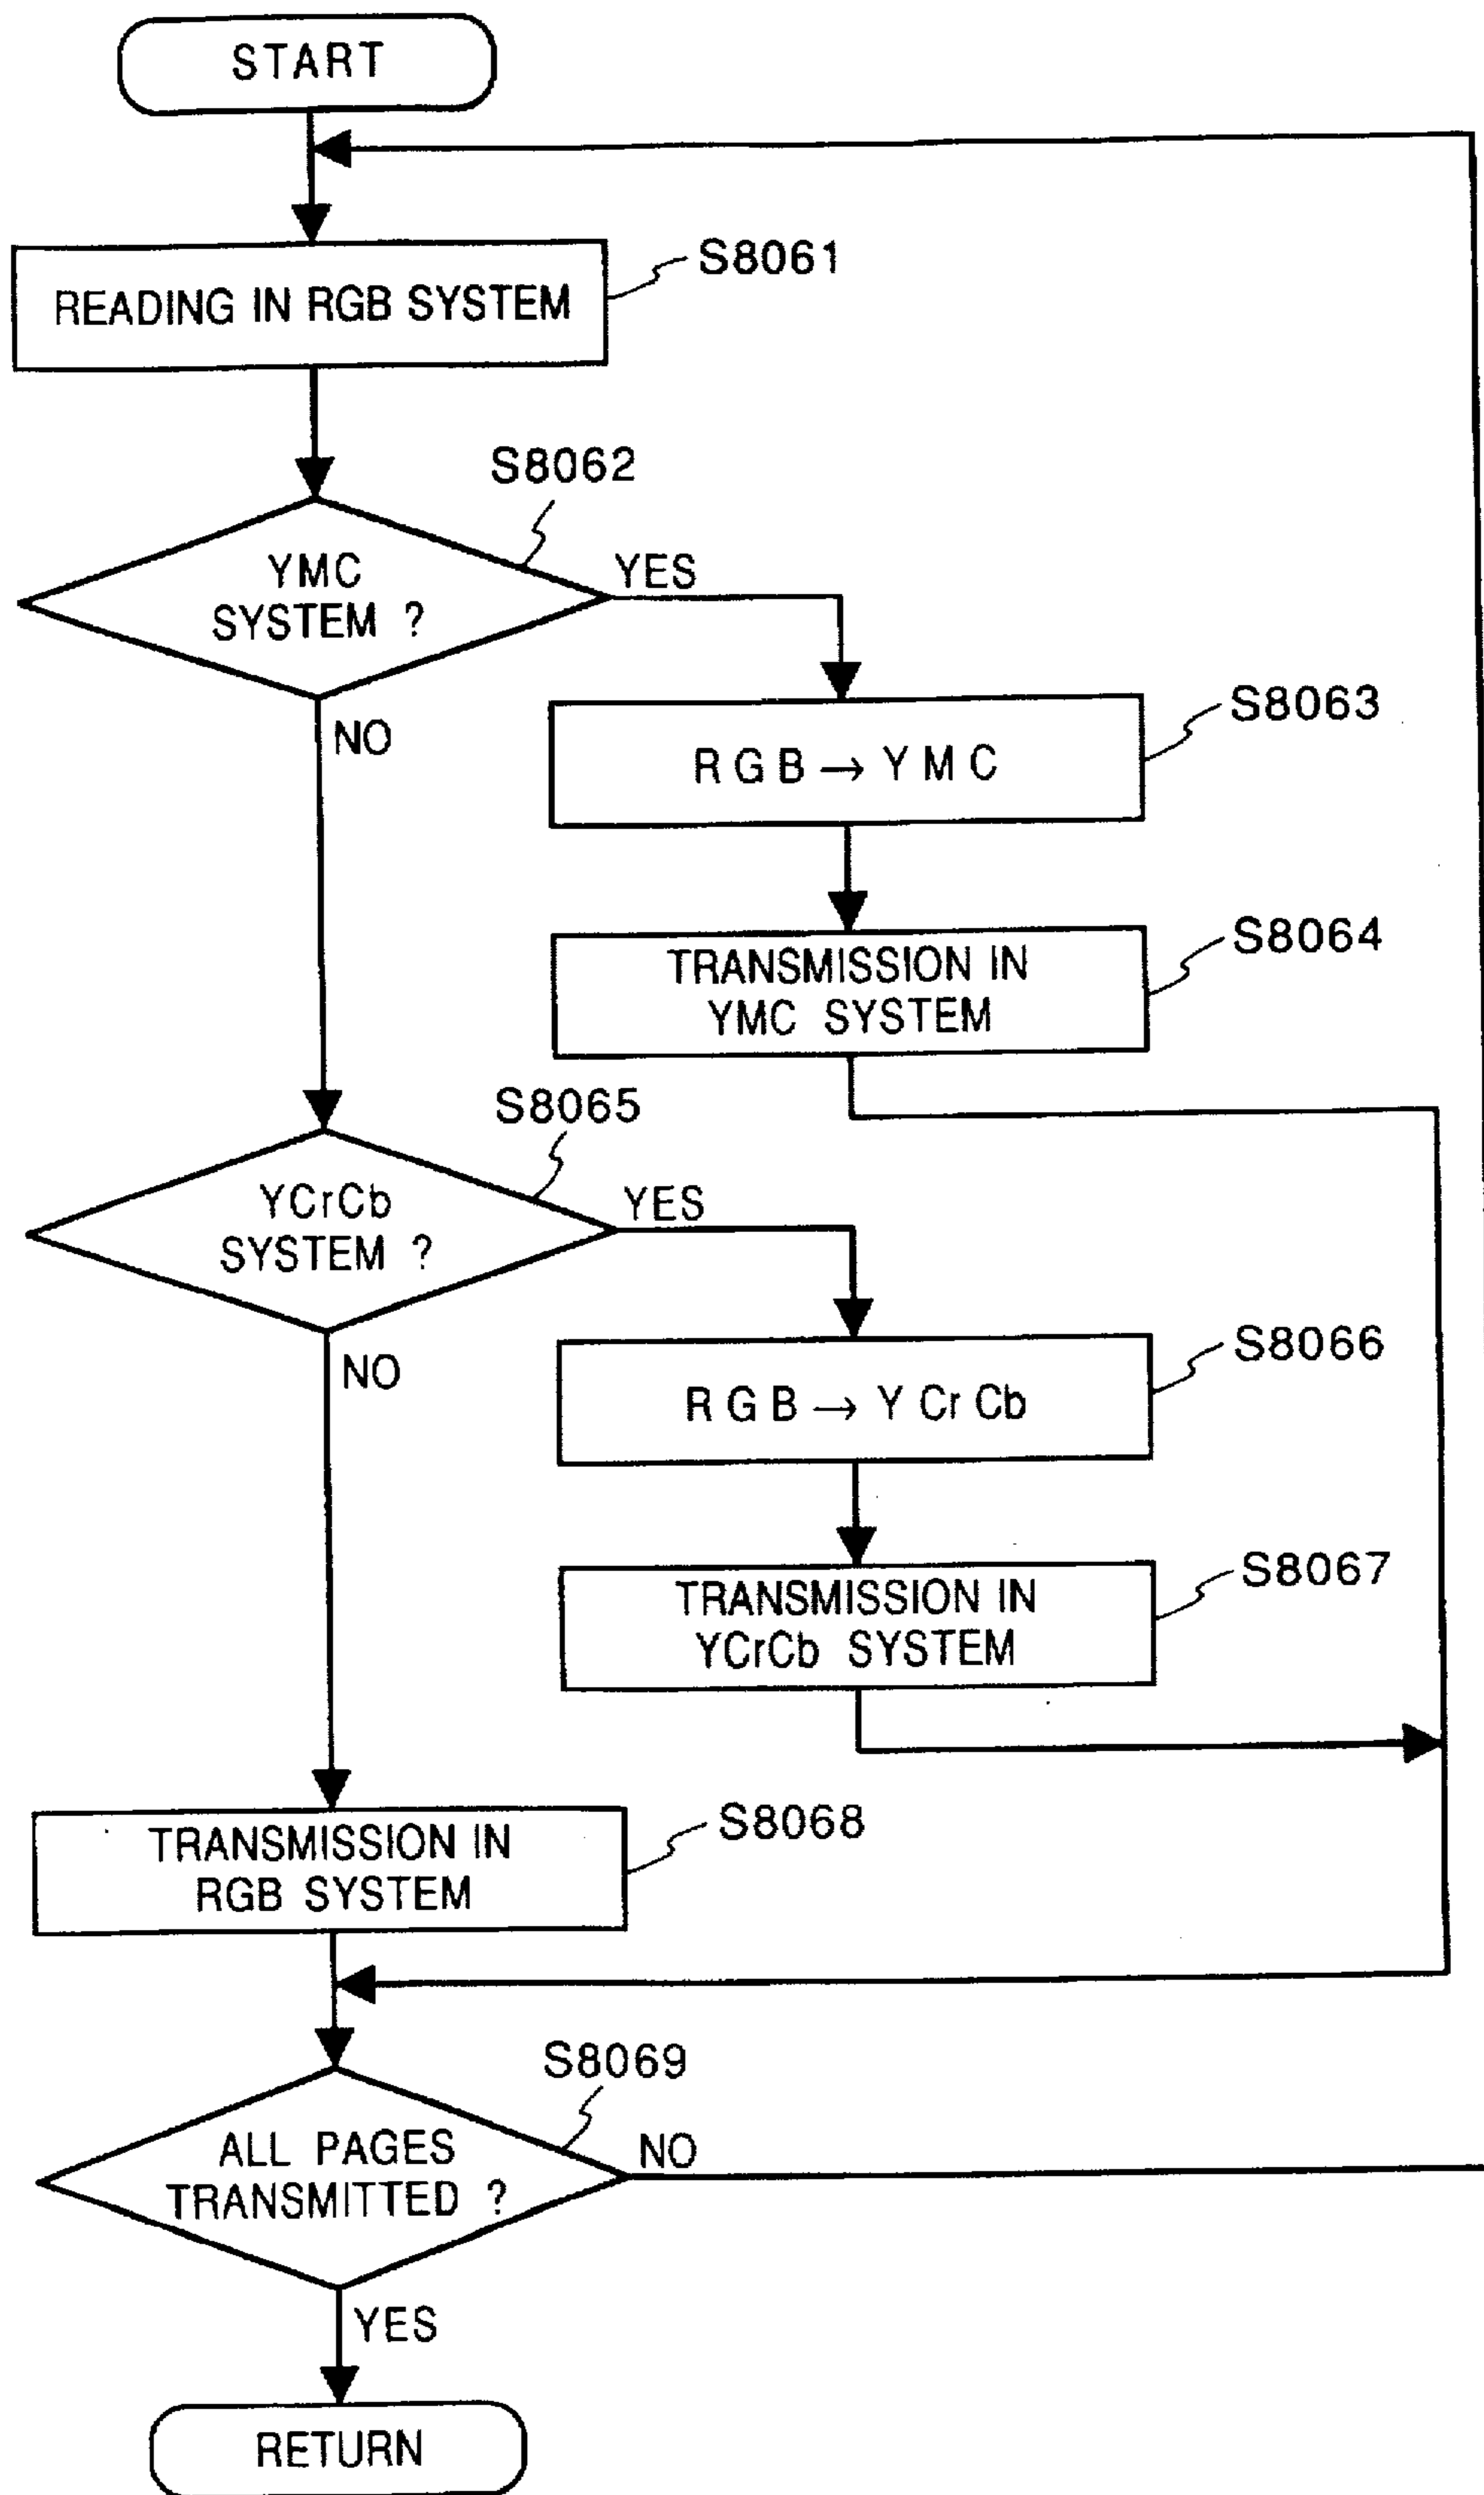 START
S8061
READING IN RGB SYSTEM
S8062
YMC
SYSTEM ?
YES
NO
S8063
RGB→YMC
S8064
TRANSMISSION IN
YMC SYSTEM
S8065
YCrCb
SYSTEM ?
YES
NO
S8066
RGB→YCrCb
S8067
TRANSMISSION IN
YCrCb SYSTEM
S8068
TRANSMISSION IN
RGB SYSTEM
S8069
ALL PAGES
TRANSMITTED ?
NO
YES
RETURN